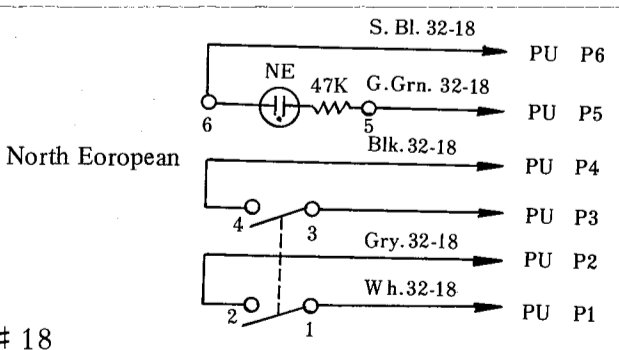 S. Bl. 32-18
PU P6
NE 47K G.Grn. 32-18
6 5
PU P5
North Eoropean
Blk. 32-18
PU P4
4 3
PU P3
Gry. 32-18
PU P2
Wh. 32-18
2 1
PU P1
# 18